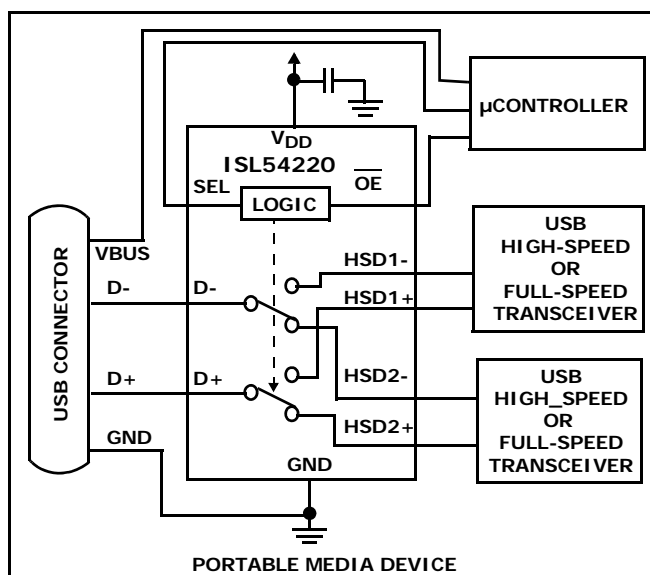 µCONTROLLER
VDD
ISL54220
SEL
OE
LOGIC
USB CONNECTOR
VBUS
D-
D-
D+
D+
GND
HSD1-
HSD1+
HSD2-
HSD2+
GND
USB
HIGH-SPEED
OR
FULL-SPEED
TRANSCEIVER
USB
HIGH_SPEED
OR
FULL-SPEED
TRANSCEIVER
PORTABLE MEDIA DEVICE